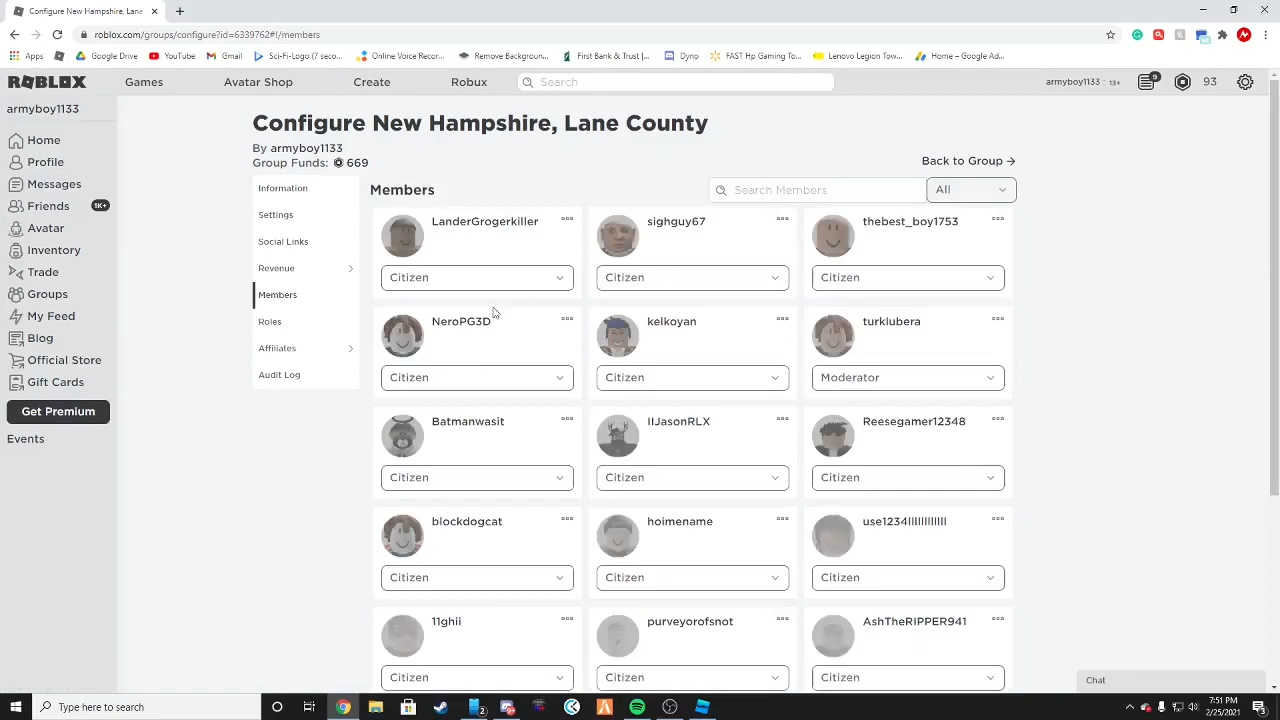 Configure New Hampshire, Lane
roblox.com/groups/configure?id=6339762#!/members
Apps
Google Drive
YouTube
Gmail
Sci-Fi-Logo (7 seco...
Online Voice Recor...
Remove Background...
First Bank & Trust |...
Dyno
FAST Hp Gaming To...
Lenovo Legion Tow...
Home – Google Ad...
ROBLOX
Games
Avatar Shop
Create
Robux
Search
armyboy1133 : 13+
9
93
armyboy1133
Home
Profile
Messages
Friends
1K+
Avatar
Inventory
Trade
Groups
My Feed
Blog
Official Store
Gift Cards
Get Premium
Events
Configure New Hampshire, Lane County
By armyboy1133
Group Funds: 669
Back to Group
Information
Settings
Social Links
Revenue
Members
Roles
Affiliates
Audit Log
Members
Search Members
All
LanderGrogerkiller
Citizen
sighguy67
Citizen
thebest_boy1753
Citizen
NeroPG3D
Citizen
kelkoyan
Citizen
turklubera
Moderator
Batmanwasit
Citizen
IIJasonRLX
Citizen
Reesegamer12348
Citizen
blockdogcat
Citizen
hoimename
Citizen
Citizen
11ghii
Citizen
purveyorofsnot
Citizen
AshTheRIPPER941
Citizen
Chat
Type here to search
2
7:51 PM
2/25/2021